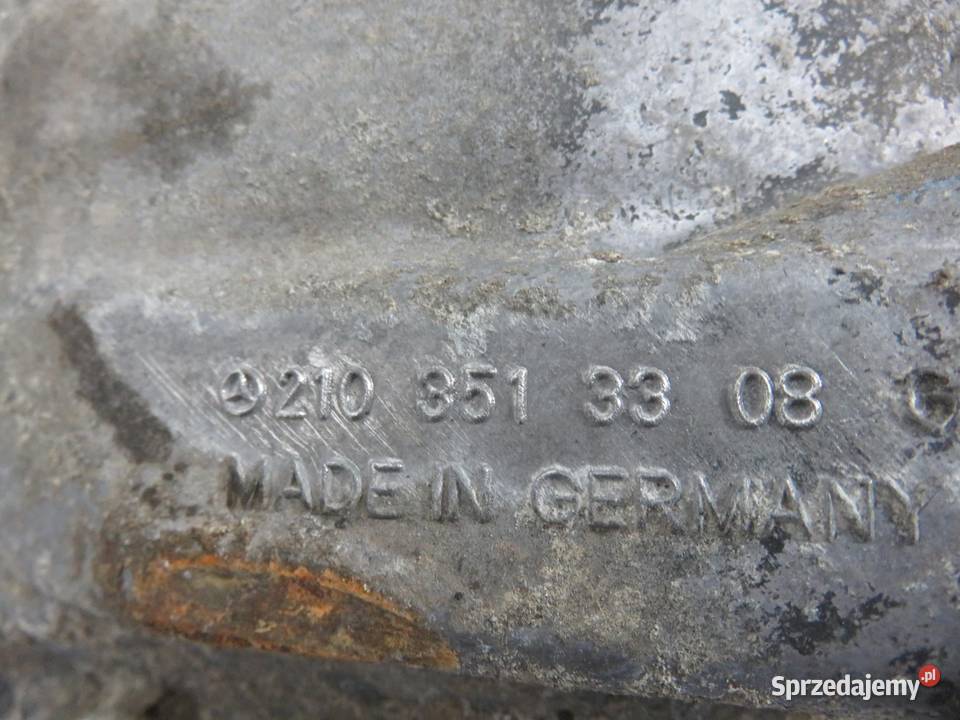 210 351 33 08 G
MADE IN GERMANY
Sprzedajemy.pl